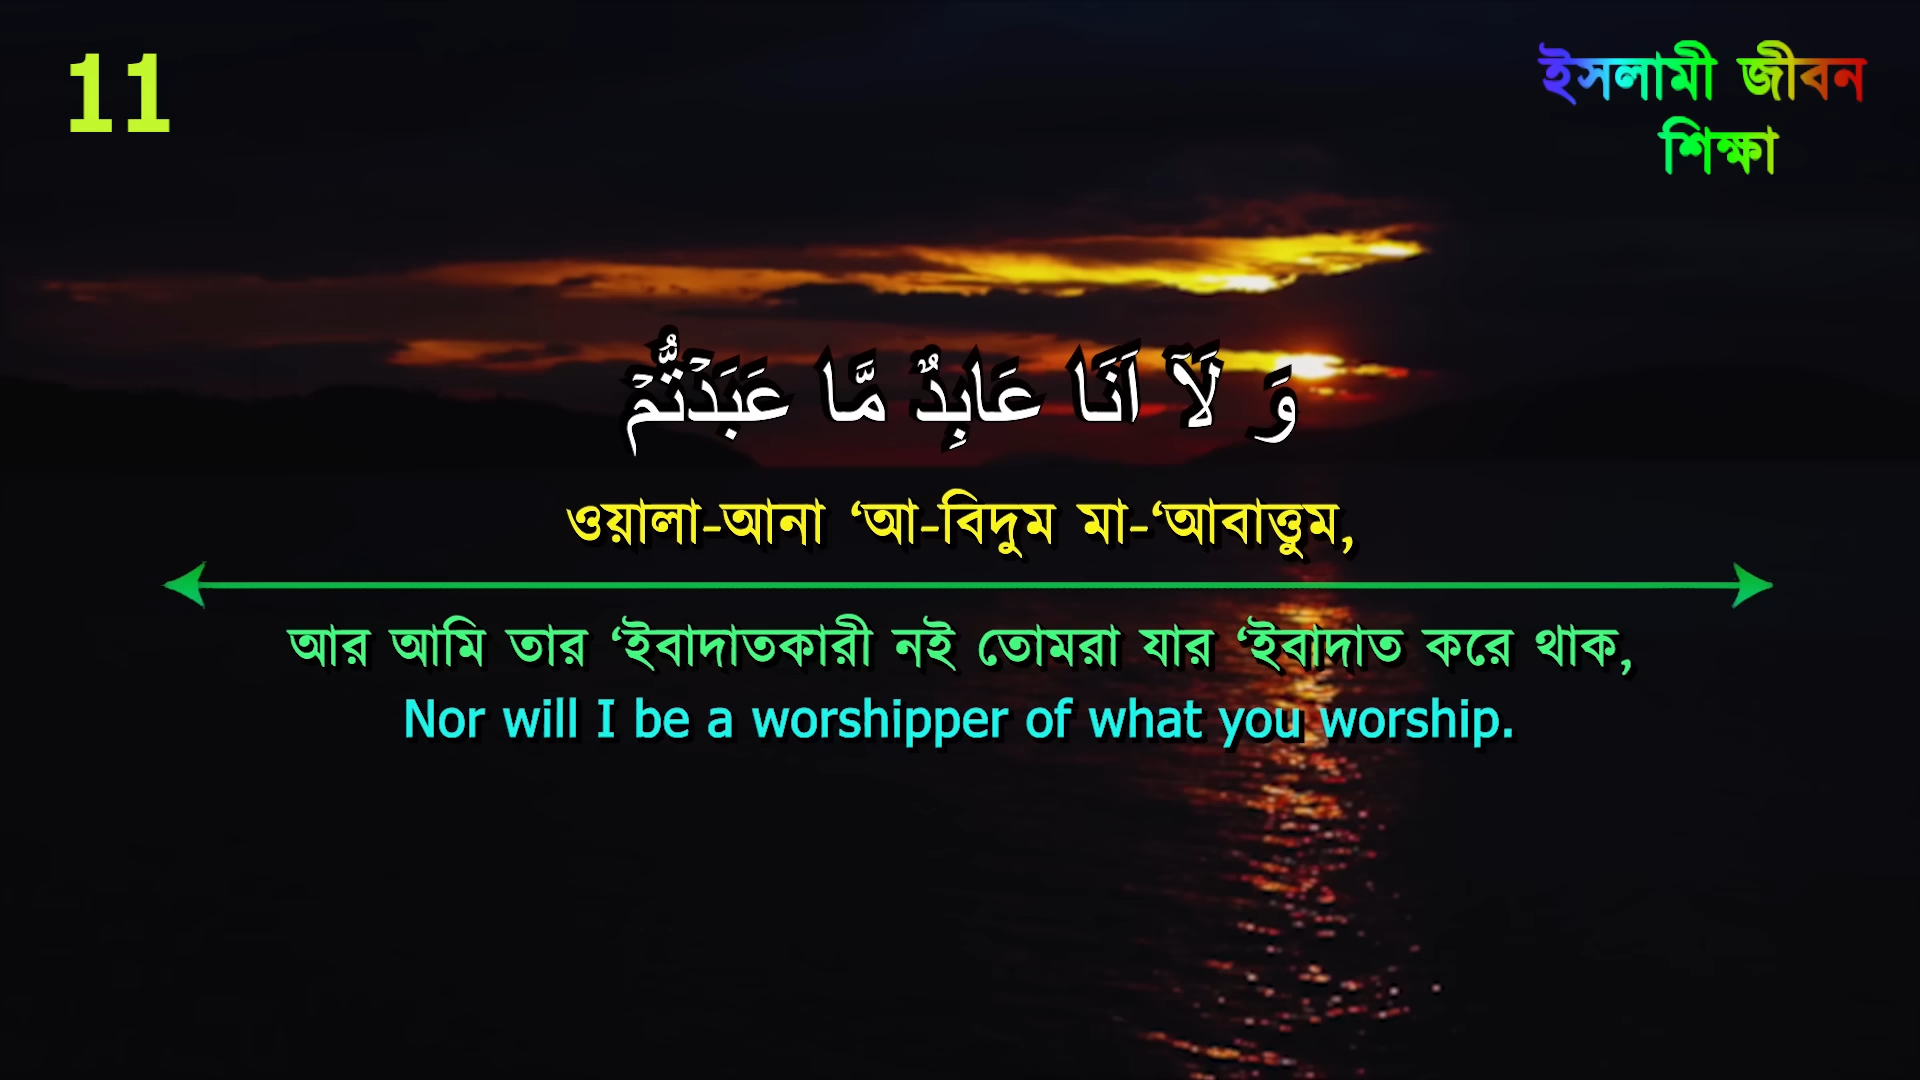 11
ইসলামী জীবন
শিক্ষা
وَ لَاۤ اَنَا عَابِدٌ مَّا عَبَدْتُّمْ
ওয়ালা-আনা ‘আ-বিদুম মা-‘আবাত্তুম,
আর আমি তার ‘ইবাদাতকারী নই তোমরা যার ‘ইবাদাত করে থাক,
Nor will I be a worshipper of what you worship.